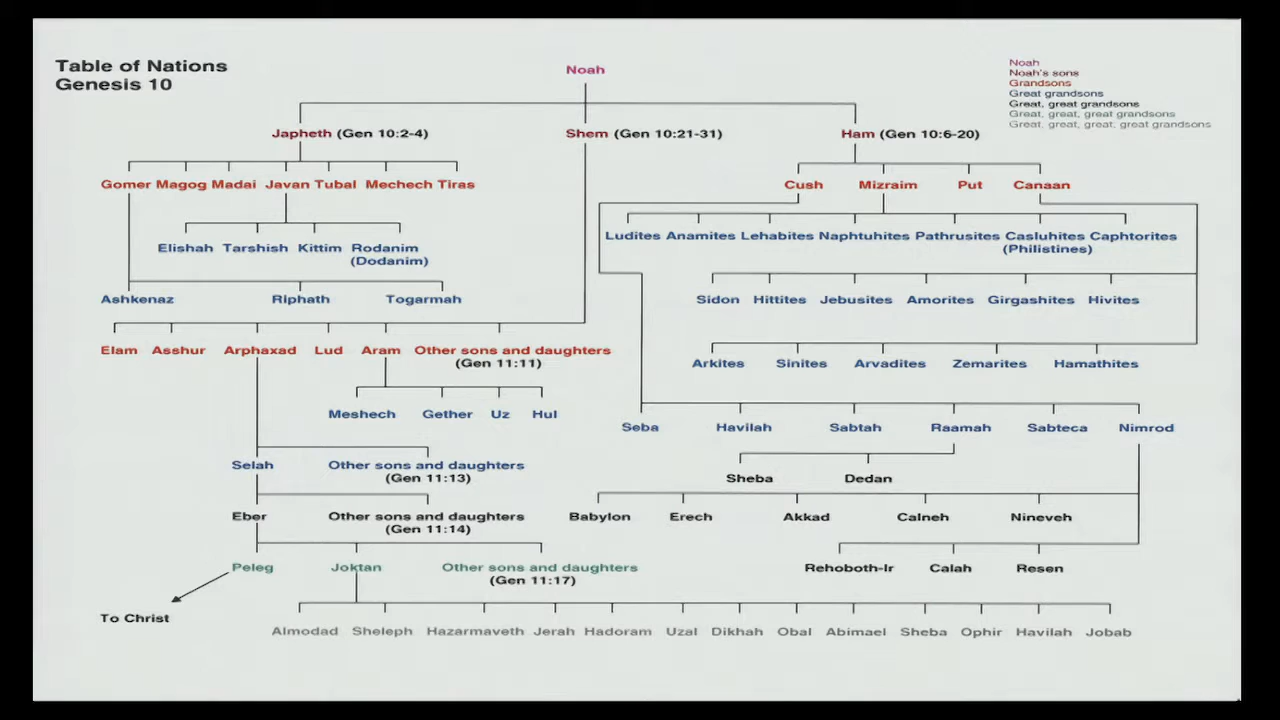 Table of Nations
Genesis 10
Noah
Noah
Noah's sons
Grandsons
Great grandsons
Great, great grandsons
Great, great, great grandsons
Great, great, great, great grandsons
Japheth (Gen 10:2-4) Shem (Gen 10:21-31) Ham (Gen 10:6-20)
Gomer Magog Madai Javan Tubal Mechech Tiras Cush Mizraim Put Canaan
Ludites Anamites Lehabites Naphtuhites Pathrusites Casluhites Caphtorites
(Philistines)
Elishah Tarshish Kittim Rodanim
(Dodanim)
Ashkenaz Riphath Togarmah Sidon Hittites Jebusites Amorites Girgashites Hivites
Elam Asshur Arphaxad Lud Aram Other sons and daughters
(Gen 11:11)
Arkites Sinites Arvadites Zemarites Hamathites
Meshech Gether Uz Hul
Seba Havilah Sabtah Raamah Sabteca Nimrod
Selah Other sons and daughters
(Gen 11:13)
Sheba Dedan
Eber Other sons and daughters
(Gen 11:14)
Babylon Erech Akkad Calneh Nineveh
Peleg Joktan Other sons and daughters
(Gen 11:17)
Rehoboth-Ir Calah Resen
To Christ
Almodad Sheleph Hazarmaveth Jerah Hadoram Uzal Dikhah Obal Abimael Sheba Ophir Havilah Jobab